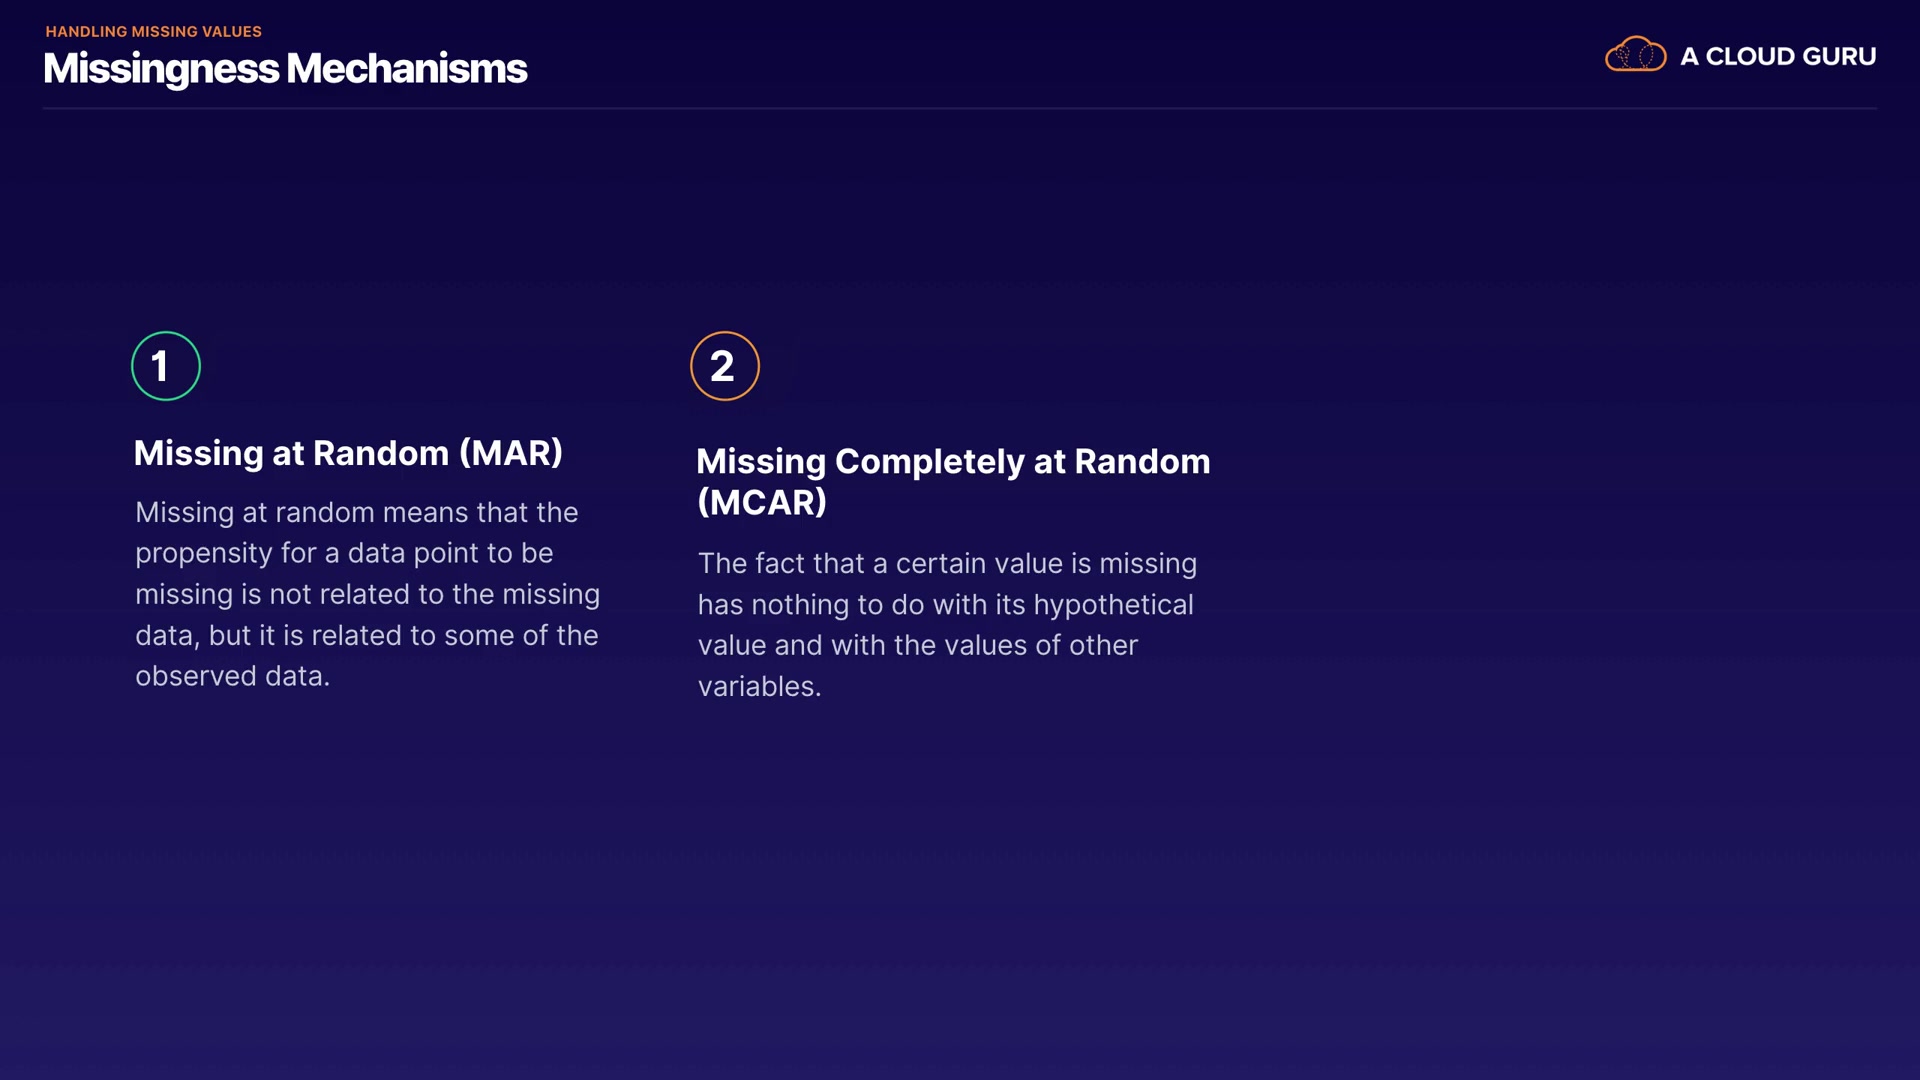 HANDLING MISSING VALUES
Missingness Mechanisms
A CLOUD GURU
1
Missing at Random (MAR)
Missing at random means that the
propensity for a data point to be
missing is not related to the missing
data, but it is related to some of the
observed data.
2
Missing Completely at Random
(MCAR)
The fact that a certain value is missing
has nothing to do with its hypothetical
value and with the values of other
variables.